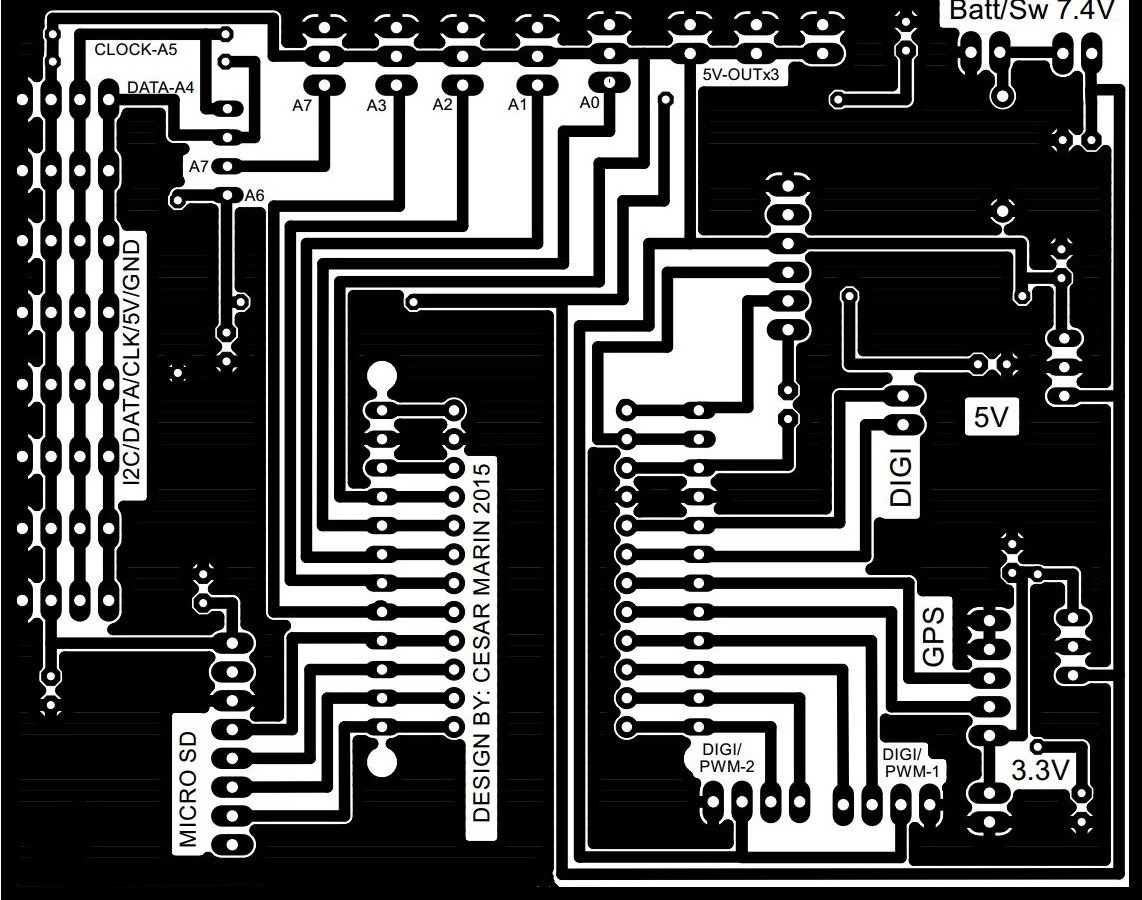 Batt/Sw 7.4V
CLOCK-A5
5V-OUTx3
DATA-A4
A7
A3
A2
A1
A0
A7
A6
I2C/DATA/CLK/5V/GND
5V
DIGI
DESIGN BY: CESAR MARIN 2015
GPS
MICRO SD
DIGI/
PWM-2
DIGI/
PWM-1
3.3V